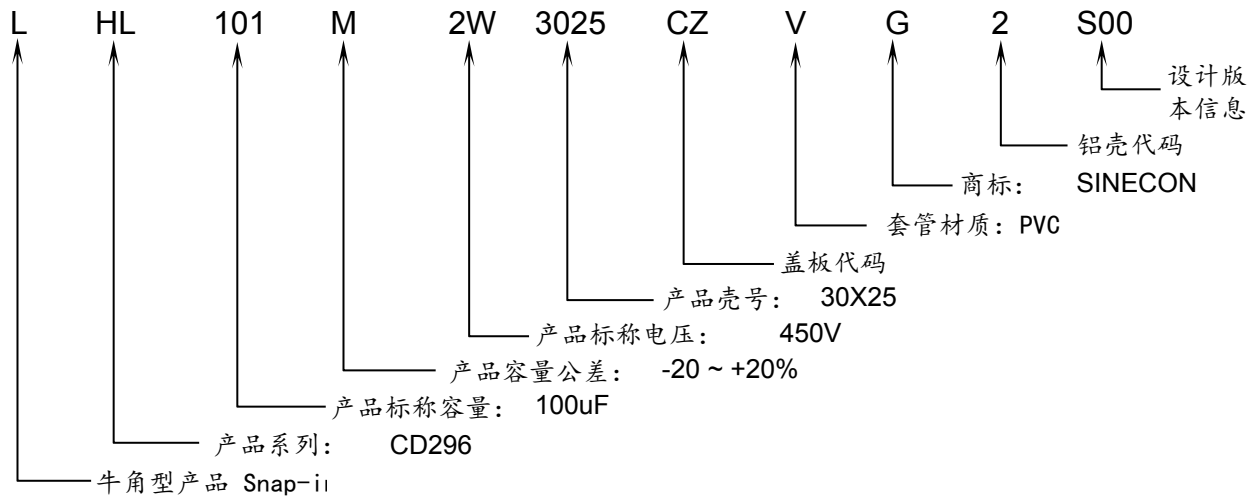 L HL 101 M 2W 3025 CZ V G 2 S00
设计版
本信息
铝壳代码
商标： SINECON
套管材质：PVC
盖板代码
产品壳号： 30X25
产品标称电压： 450V
产品容量公差： -20 ~ +20%
产品标称容量： 100uF
产品系列： CD296
牛角型产品